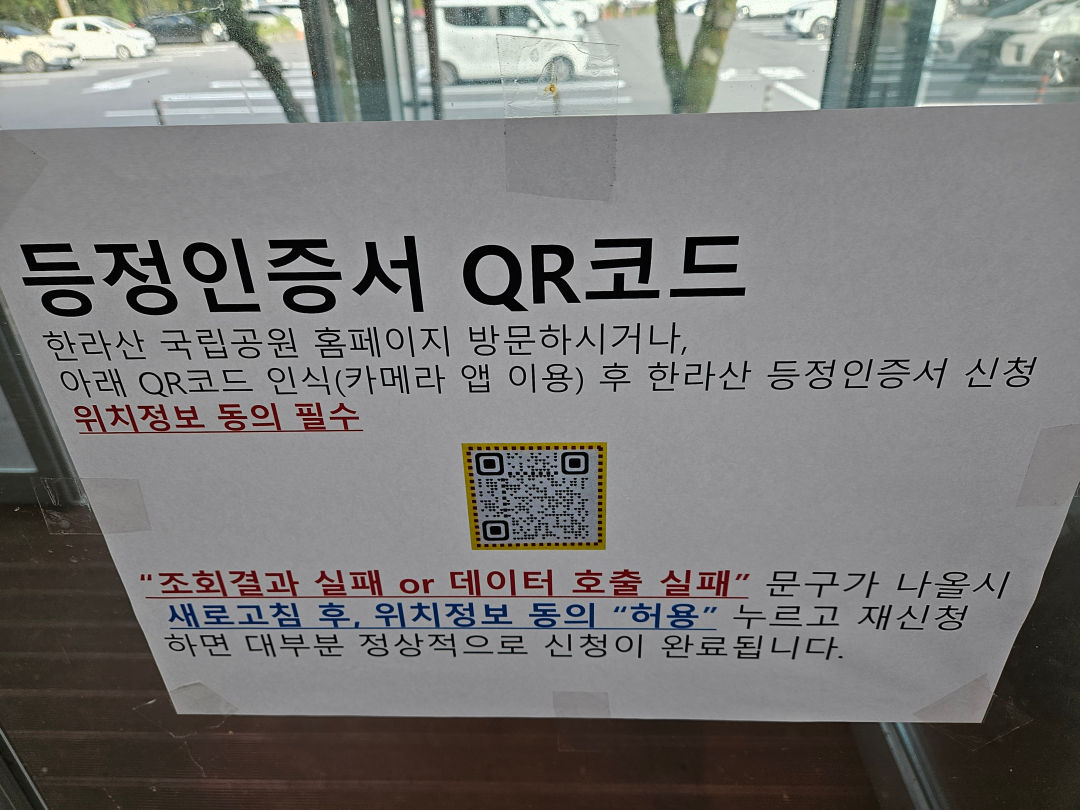 등정인증서 QR코드
한라산 국립공원 홈페이지 방문하시거나,
아래 QR코드 인식(카메라 앱 이용) 후 한라산 등정인증서 신청
위치정보 동의 필수
“조회결과 실패 or 데이터 호출 실패” 문구가 나올시
새로고침 후, 위치정보 동의 “허용” 누르고 재신청
하면 대부분 정상적으로 신청이 완료됩니다.